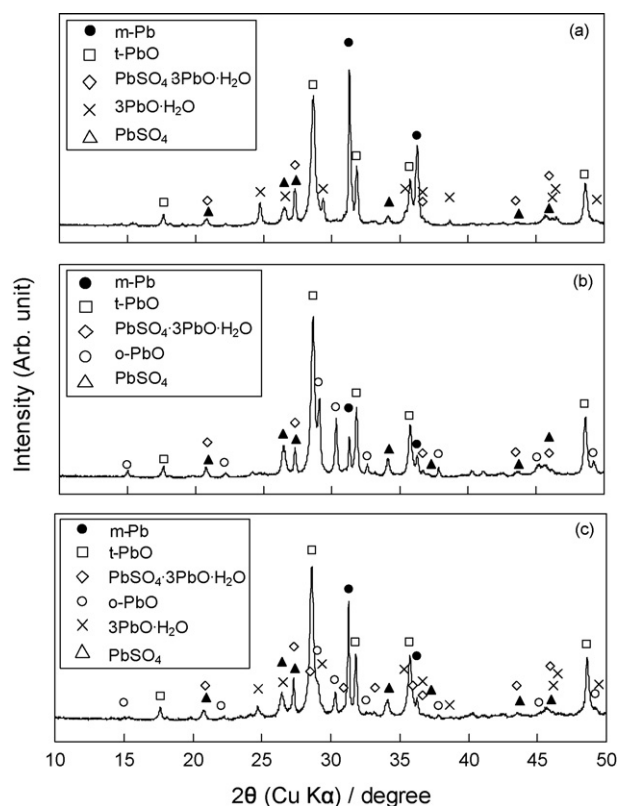 (a)
● m-Pb
□ t-PbO
◇ PbSO₄·3PbO·H₂O
× 3PbO·H₂O
△ PbSO₄
(b)
● m-Pb
□ t-PbO
◇ PbSO₄·3PbO·H₂O
○ o-PbO
△ PbSO₄
(c)
● m-Pb
□ t-PbO
◇ PbSO₄·3PbO·H₂O
○ o-PbO
× 3PbO·H₂O
△ PbSO₄
Intensity (Arb. unit)
10 15 20 25 30 35 40 45 50
2θ (Cu Kα) / degree